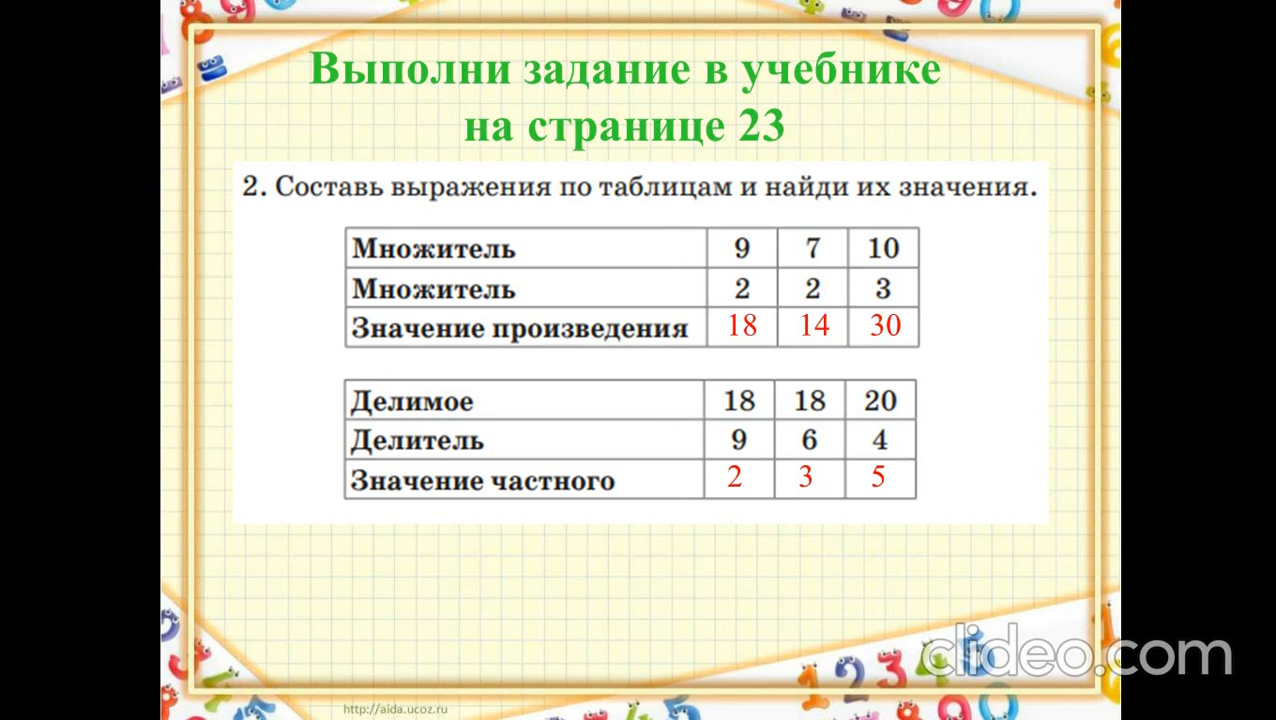 Выполни задание в учебнике
на странице 23
2. Составь выражения по таблицам и найди их значения.
Множитель 9 7 10
Множитель 2 2 3
Значение произведения 18 14 30
Делимое 18 18 20
Делитель 9 6 4
Значение частного 2 3 5
clideo.com
http://aida.ucoz.ru